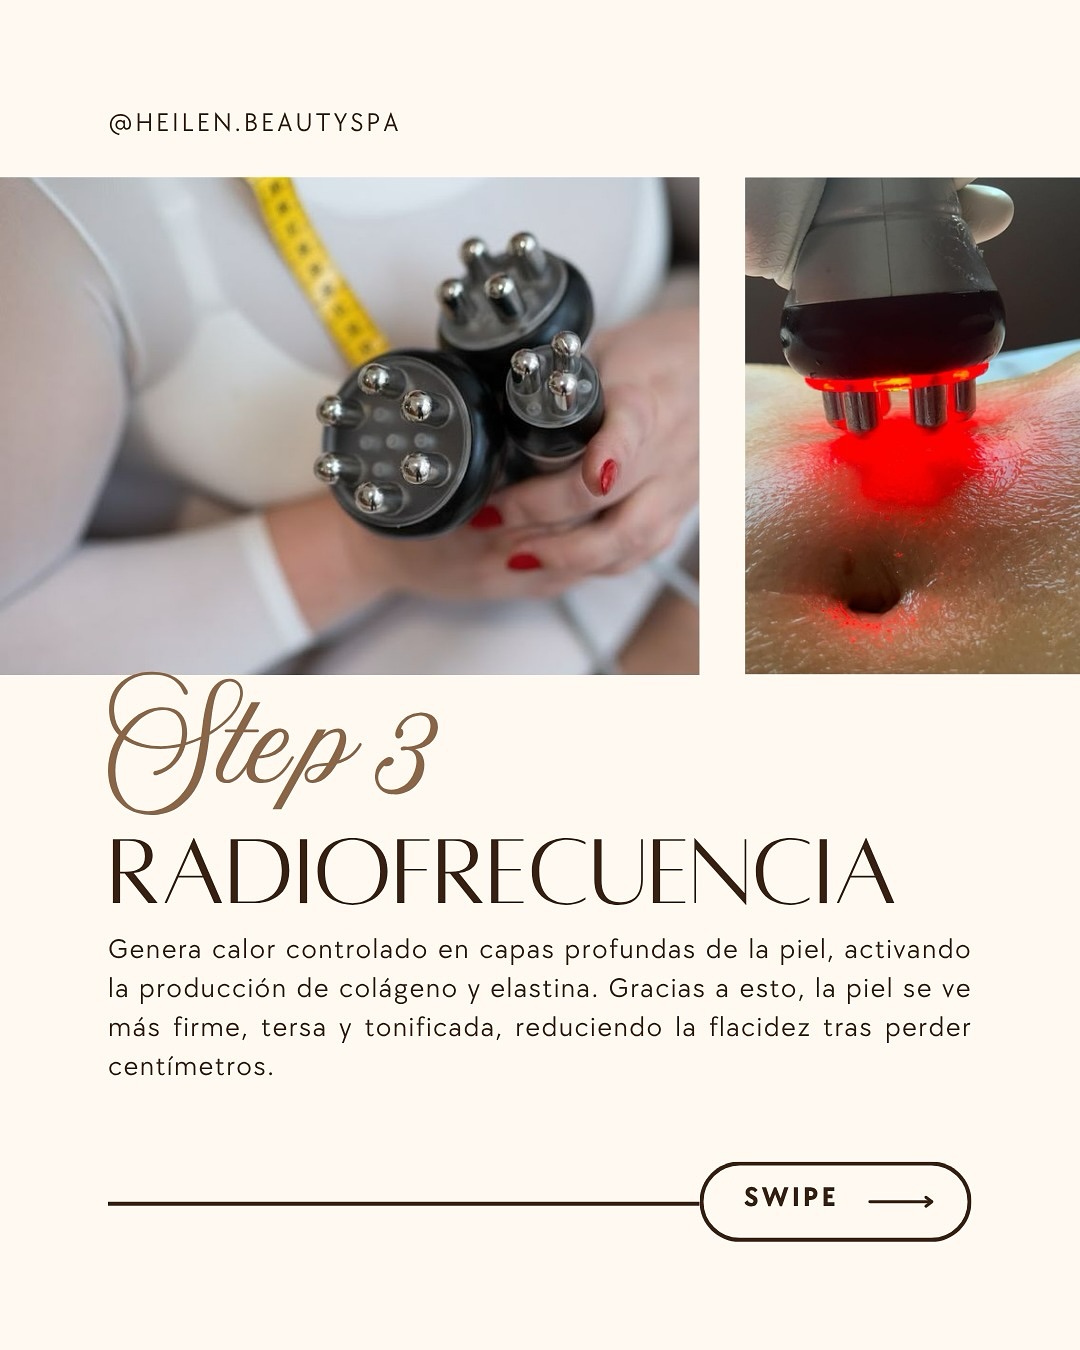 @HEILEN.BEAUTYSPA
Step 3
RADIOFRECUENCIA
Genera calor controlado en capas profundas de la piel, activando
la producción de colágeno y elastina. Gracias a esto, la piel se ve
más firme, tersa y tonificada, reduciendo la flacidez tras perder
centímetros.
SWIPE